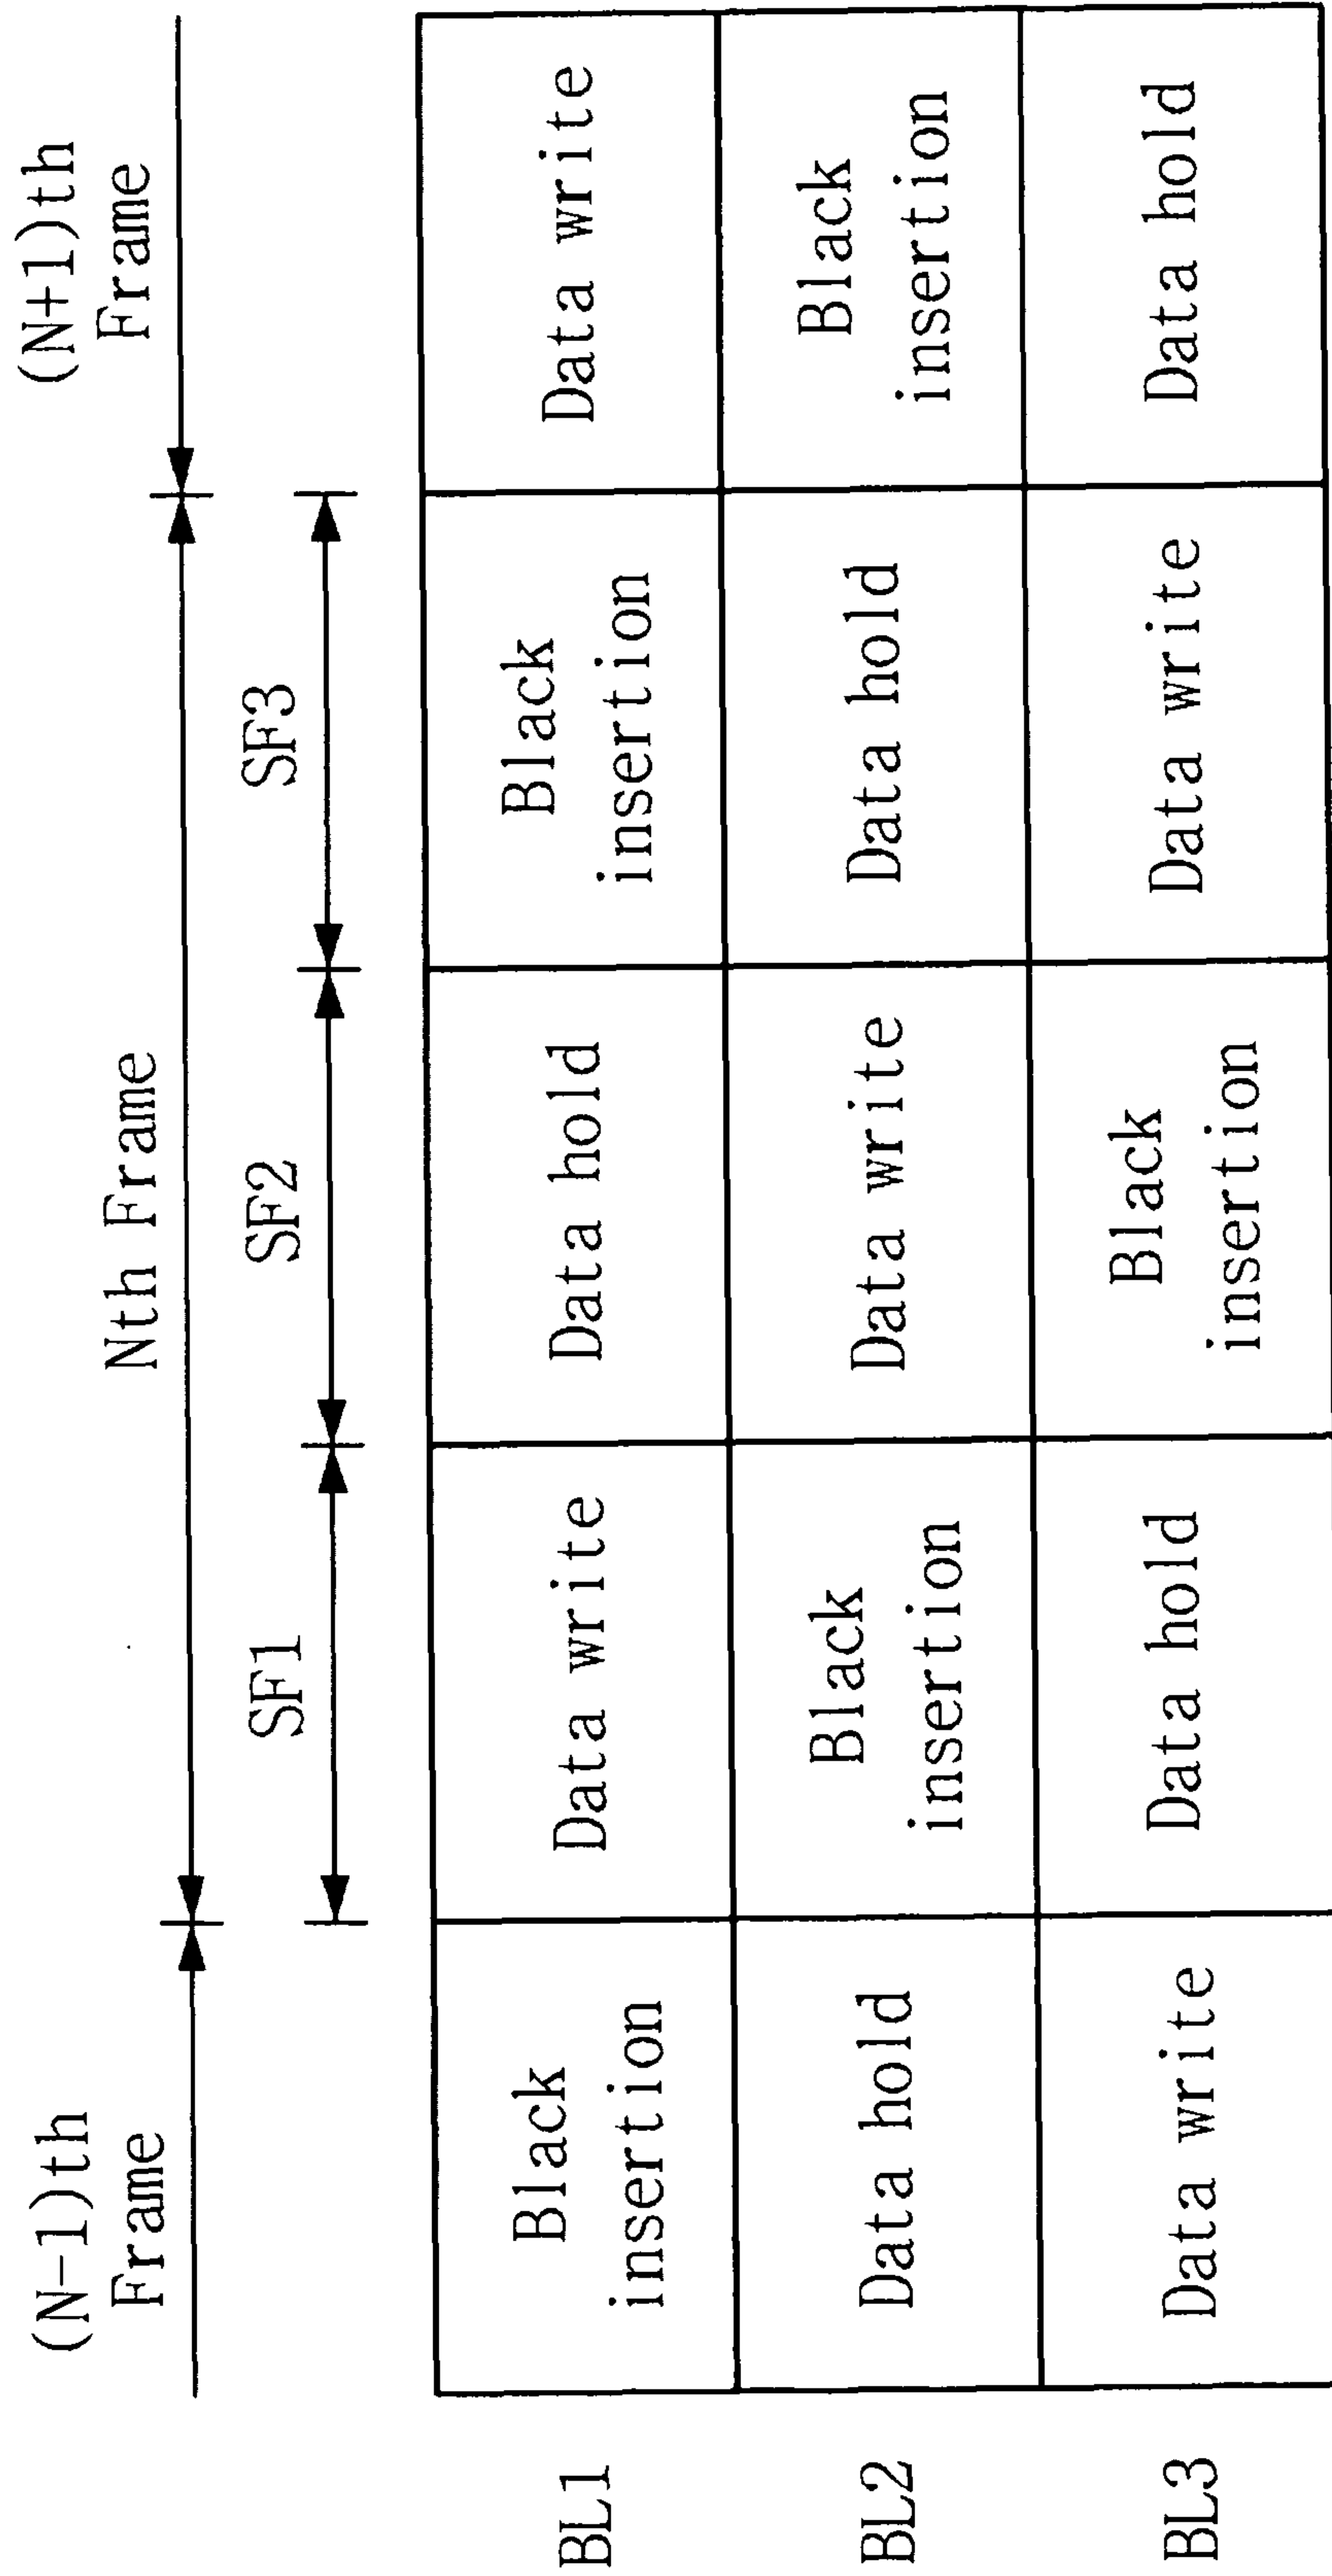 (N-1)th
Frame
Nth Frame
(N+1)th
Frame
SF1
SF2
SF3
BL1
Black
insertion
Data write
Data hold
Black
insertion
Data write
BL2
Data hold
Black
insertion
Data write
Data hold
Black
insertion
BL3
Data write
Data hold
Black
insertion
Data write
Data hold